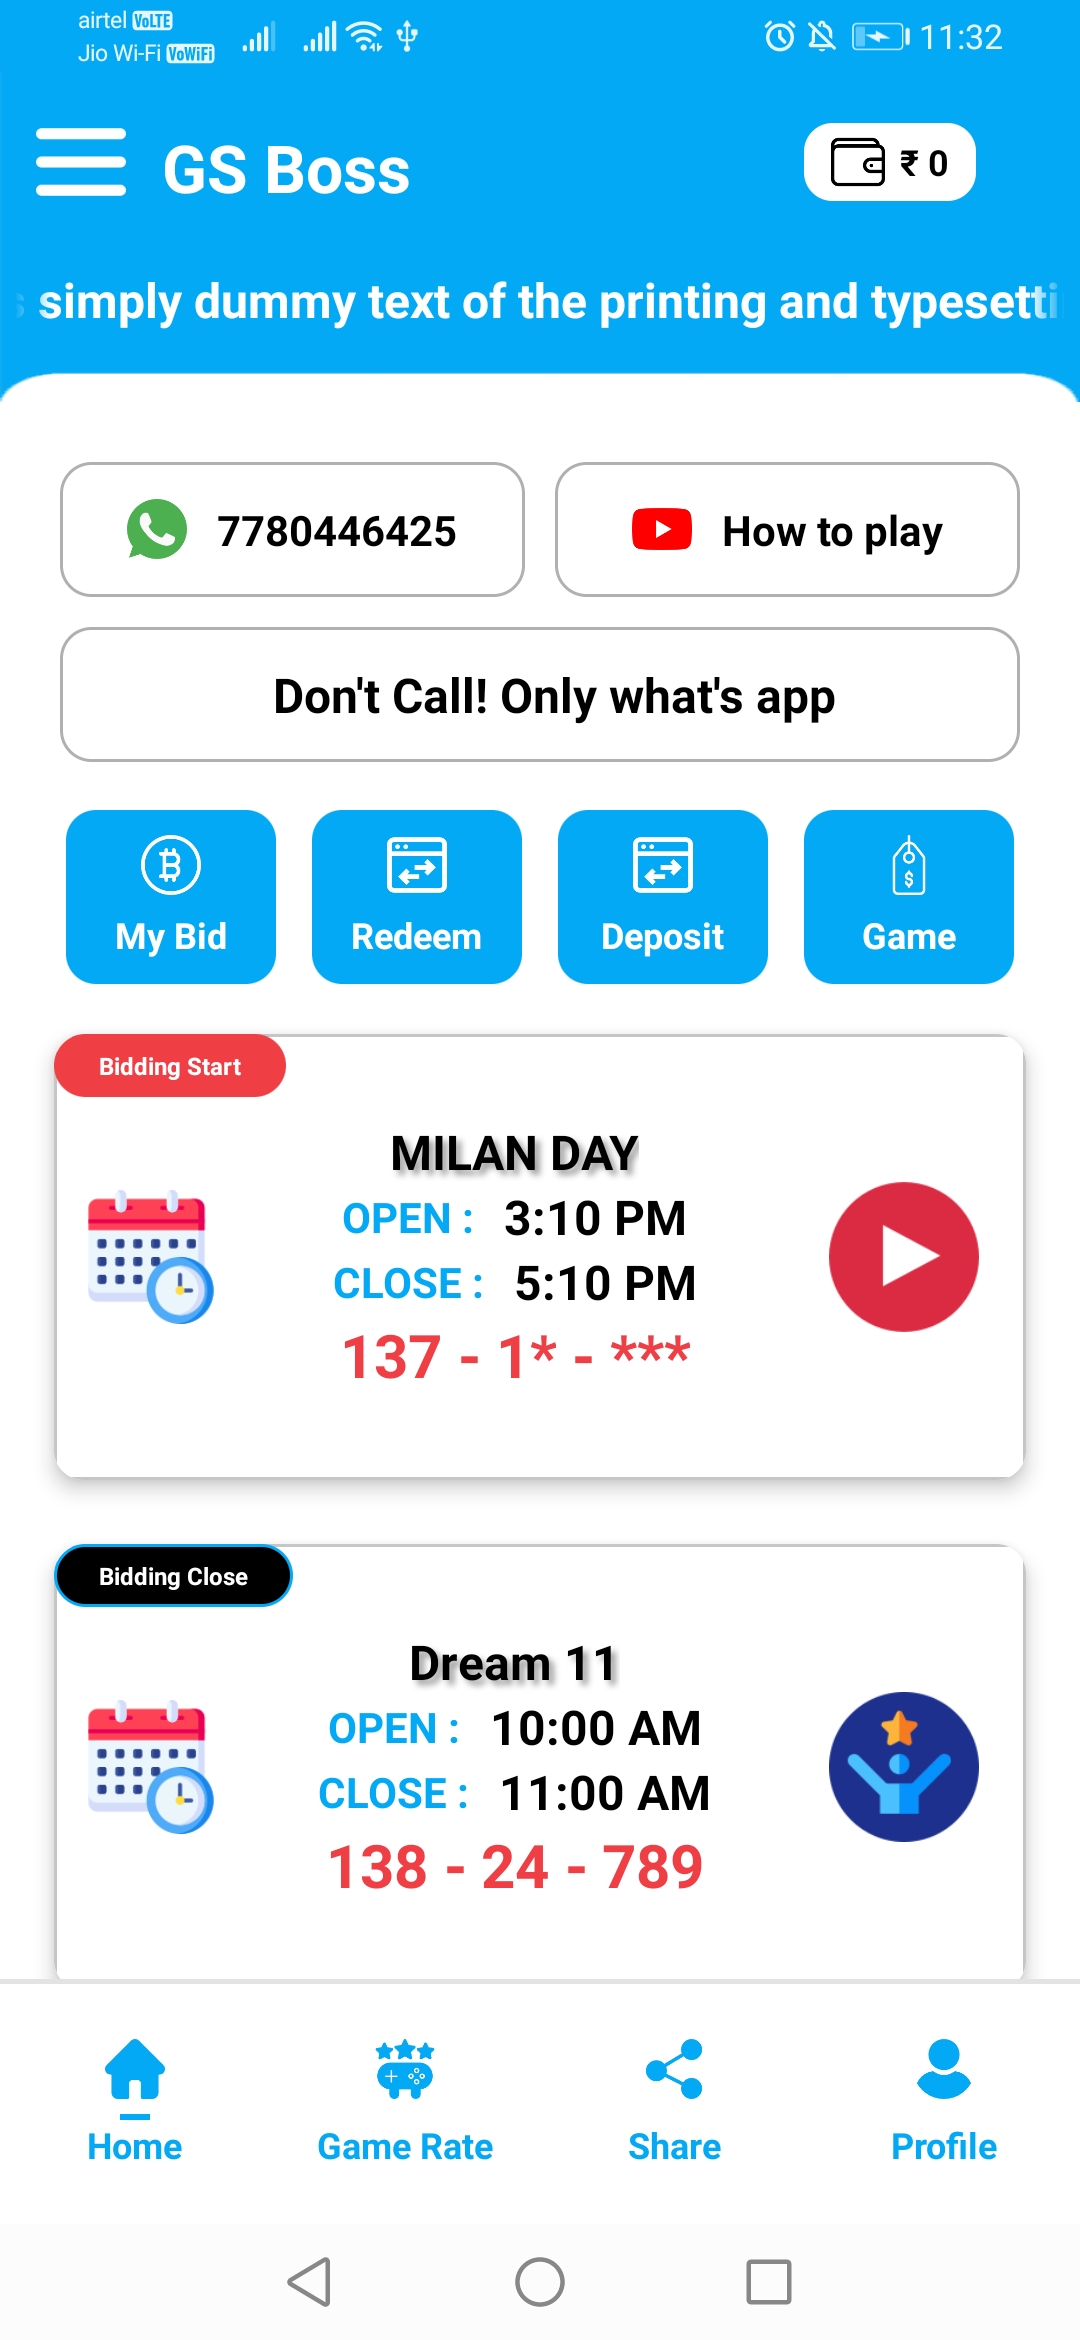 airtel VoLTE
Jio Wi-Fi VoWiFi
11:32
GS Boss
₹ 0
simply dummy text of the printing and typesetti
7780446425
How to play
Don't Call! Only what's app
My Bid
Redeem
Deposit
Game
Bidding Start
MILAN DAY
OPEN : 3:10 PM
CLOSE : 5:10 PM
137 - 1* - ***
Bidding Close
Dream 11
OPEN : 10:00 AM
CLOSE : 11:00 AM
138 - 24 - 789
Home
Game Rate
Share
Profile